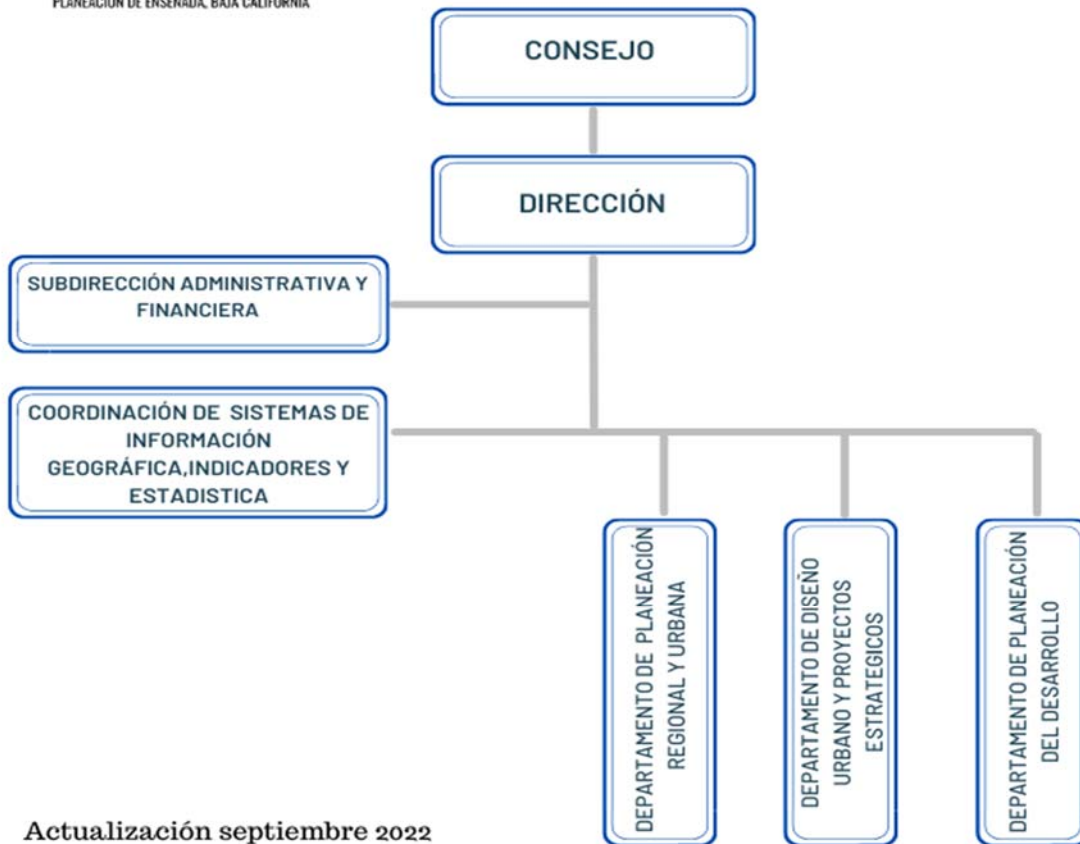 PLANEACIÓN DE ENSENADA, BAJA CALIFORNIA
CONSEJO
DIRECCIÓN
SUBDIRECCIÓN ADMINISTRATIVA Y
FINANCIERA
COORDINACIÓN DE SISTEMAS DE
INFORMACIÓN
GEOGRÁFICA,INDICADORES Y
ESTADISTICA
DEPARTAMENTO DE PLANEACIÓN
REGIONAL Y URBANA
DEPARTAMENTO DE DISEÑO
URBANO Y PROYECTOS
ESTRATEGICOS
DEPARTAMENTO DE PLANEACIÓN
DEL DESARROLLO
Actualización septiembre 2022